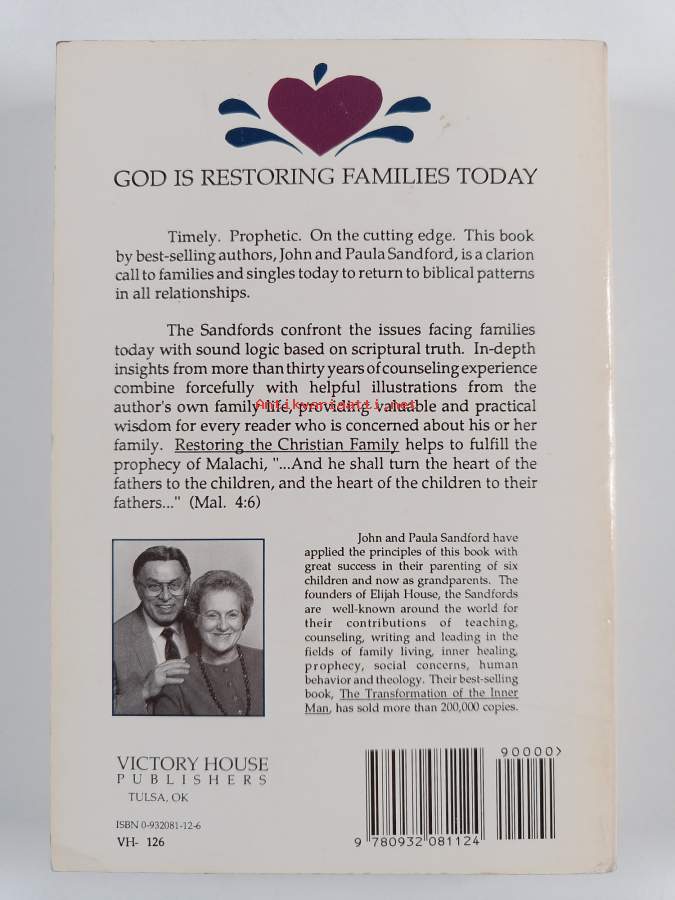 GOD IS RESTORING FAMILIES TODAY
Timely. Prophetic. On the cutting edge. This book
by best-selling authors, John and Paula Sandford, is a clarion
call to families and singles today to return to biblical patterns
in all relationships.
The Sandfords confront the issues facing families
today with sound logic based on scriptural truth. In-depth
insights from more than thirty years of counseling experience
combine forcefully with helpful illustrations from the
author's own family life, providing valuable and practical
Antikvariaatti.net
wisdom for every reader who is concerned about his or her
family. Restoring the Christian Family helps to fulfill the
prophecy of Malachi, "...And he shall turn the heart of the
fathers to the children, and the heart of the children to their
fathers..." (Mal. 4:6)
John and Paula Sandford have
applied the principles of this book with
great success in their parenting of six
children and now as grandparents. The
founders of Elijah House, the Sandfords
are well-known around the world for
their contributions of teaching,
counseling, writing and leading in the
fields of family living, inner healing,
prophecy, social concerns, human
behavior and theology. Their best-selling
book, The Transformation of the Inner
Man, has sold more than 200,000 copies.
VICTORY HOUSE
PUBLISHERS
TULSA, OK
ISBN 0-932081-12-6
VH- 126
90000>
9 780932 081124